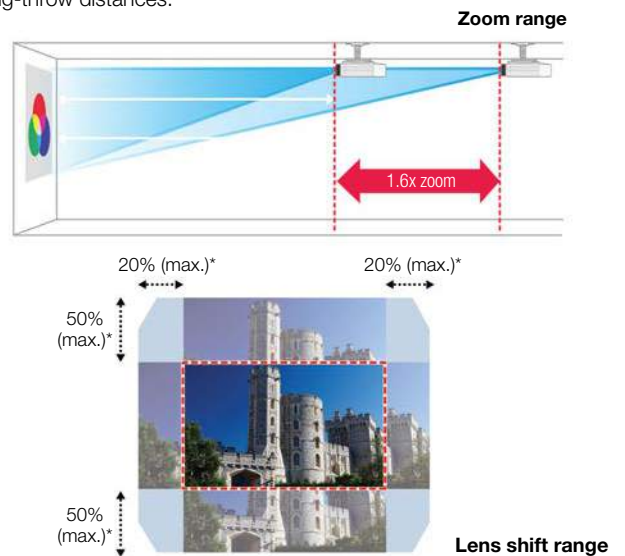 Zoom range
1.6x zoom
20% (max.)*
20% (max.)*
50%
(max.)*
50%
(max.)*
Lens shift range